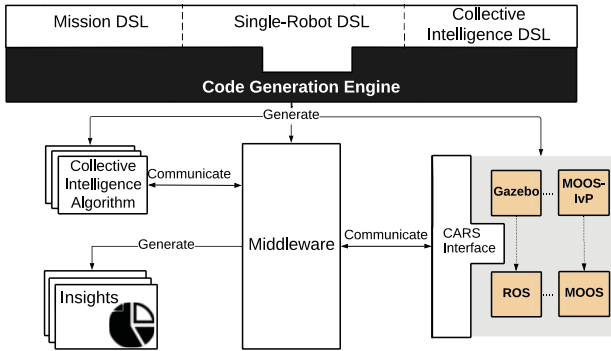 Mission DSL
Single-Robot DSL
Collective
Intelligence DSL
Code Generation Engine
Generate
Collective
Intelligence
Algorithm
Communicate
Middleware
Gazebo
MOOS-
IvP
CARS
Interface
Communicate
Generate
Insights
ROS
MOOS